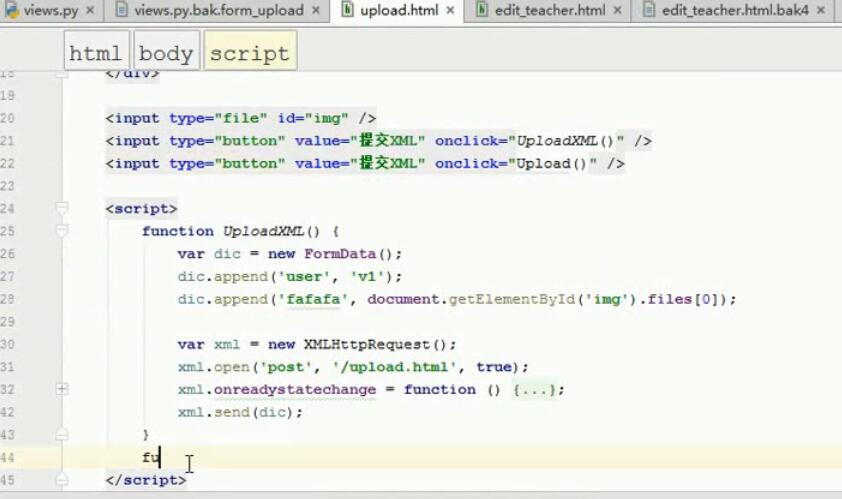 views.py views.py.bak.form_upload upload.html edit_teacher.html edit_teacher.html.bak4
html body script
18 </div>
19
20 <input type="file" id="img" />
21 <input type="button" value="提交XML" onclick="UploadXML()" />
22 <input type="button" value="提交XML" onclick="Upload()" />
23
24 <script>
25 function UploadXML() {
26 var dic = new FormData();
27 dic.append('user', 'v1');
28 dic.append('fafafa', document.getElementById('img').files[0]);
29
30 var xml = new XMLHttpRequest();
31 xml.open('post', '/upload.html', true);
32 xml.onreadystatechange = function () {...};
42 xml.send(dic);
43 }
44 fu
45 </script>